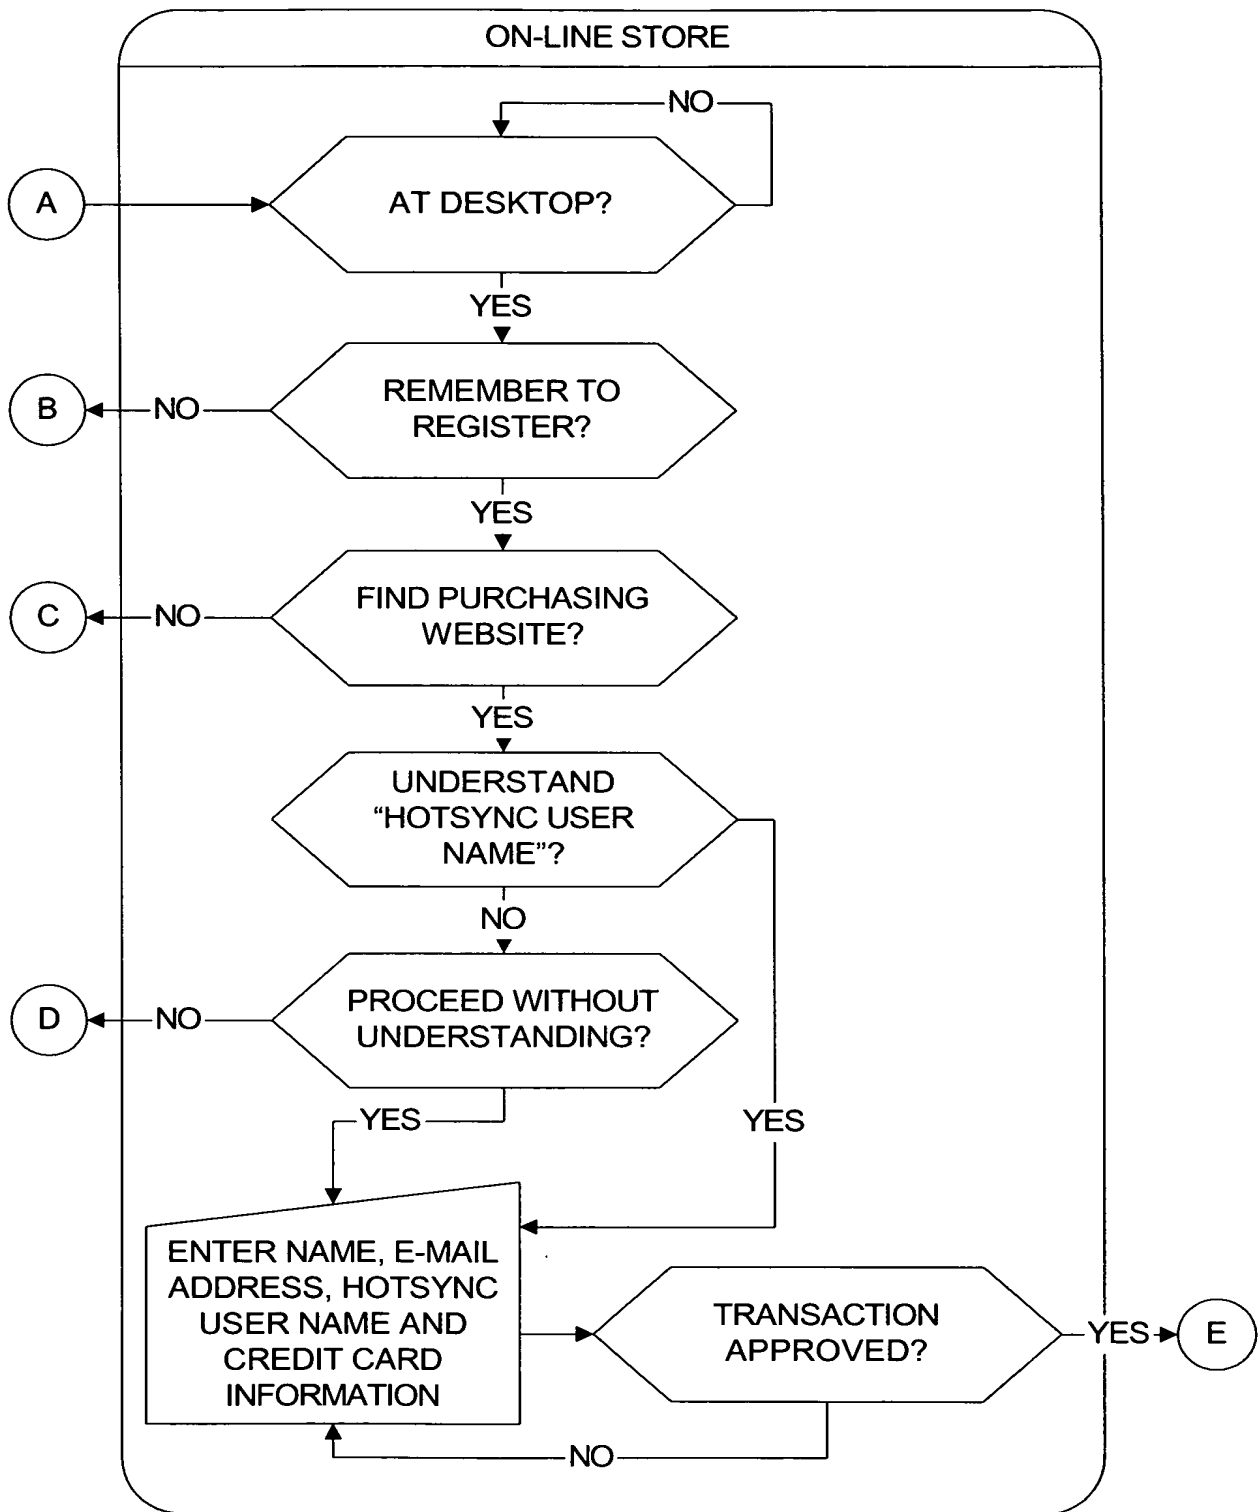 ON-LINE STORE
NO
A
AT DESKTOP?
YES
B
NO
REMEMBER TO
REGISTER?
YES
C
NO
FIND PURCHASING
WEBSITE?
YES
UNDERSTAND
“HOTSYNC USER
NAME”?
NO
D
NO
PROCEED WITHOUT
UNDERSTANDING?
YES
YES
ENTER NAME, E-MAIL
ADDRESS, HOTSYNC
USER NAME AND
CREDIT CARD
INFORMATION
TRANSACTION
APPROVED?
YES
E
NO